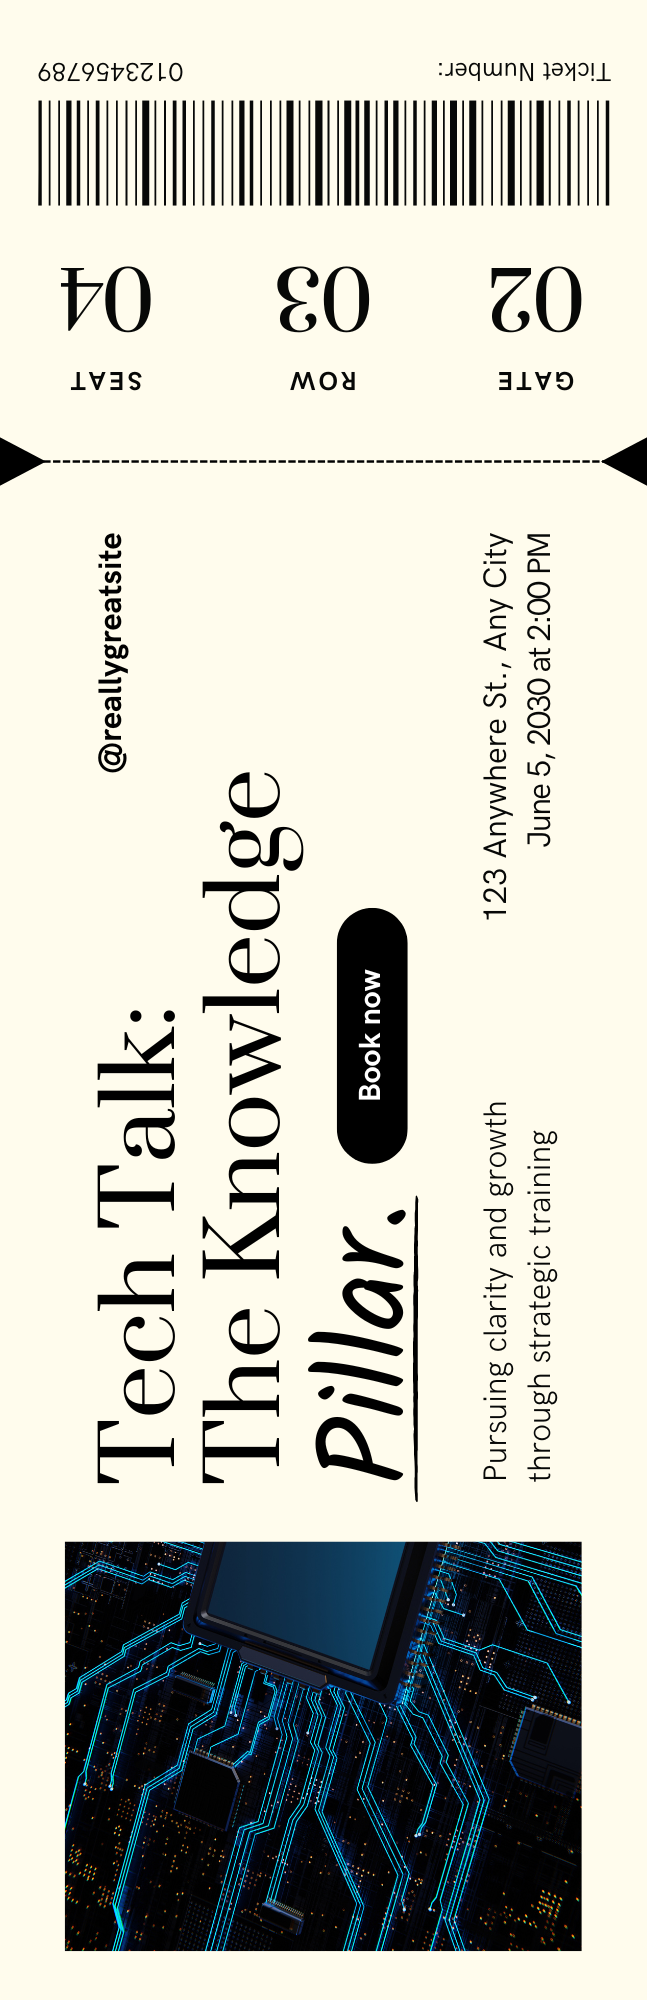 Tech Talk:
The Knowledge
Pillar.
Book now
@reallygreatsite
Pursuing clarity and growth
through strategic training
123 Anywhere St., Any City
June 5, 2030 at 2:00 PM
GATE ROW SEAT
02 03 04
Ticket Number: 0123456789